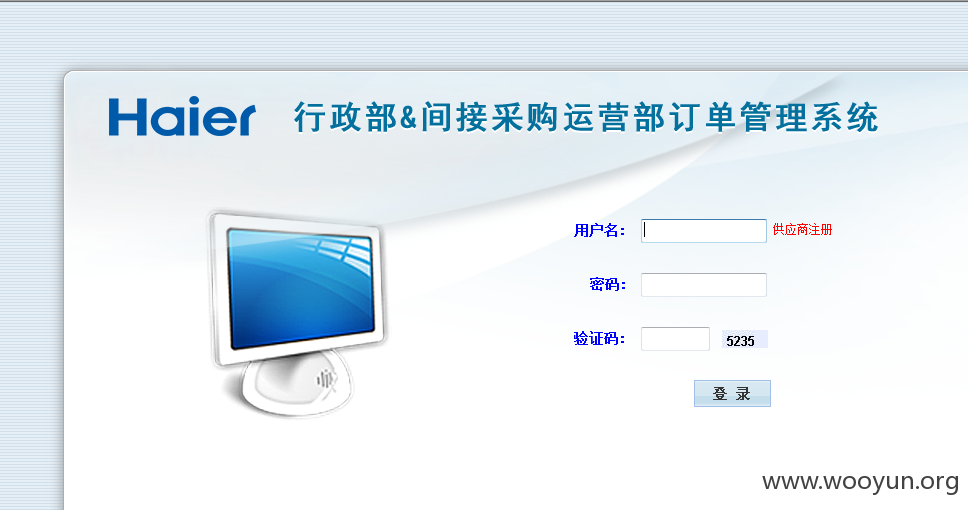 Haier 行政部&间接采购运营部订单管理系统
用户名： 供应商注册
密码：
验证码： 5235
登 录
www.wooyun.org